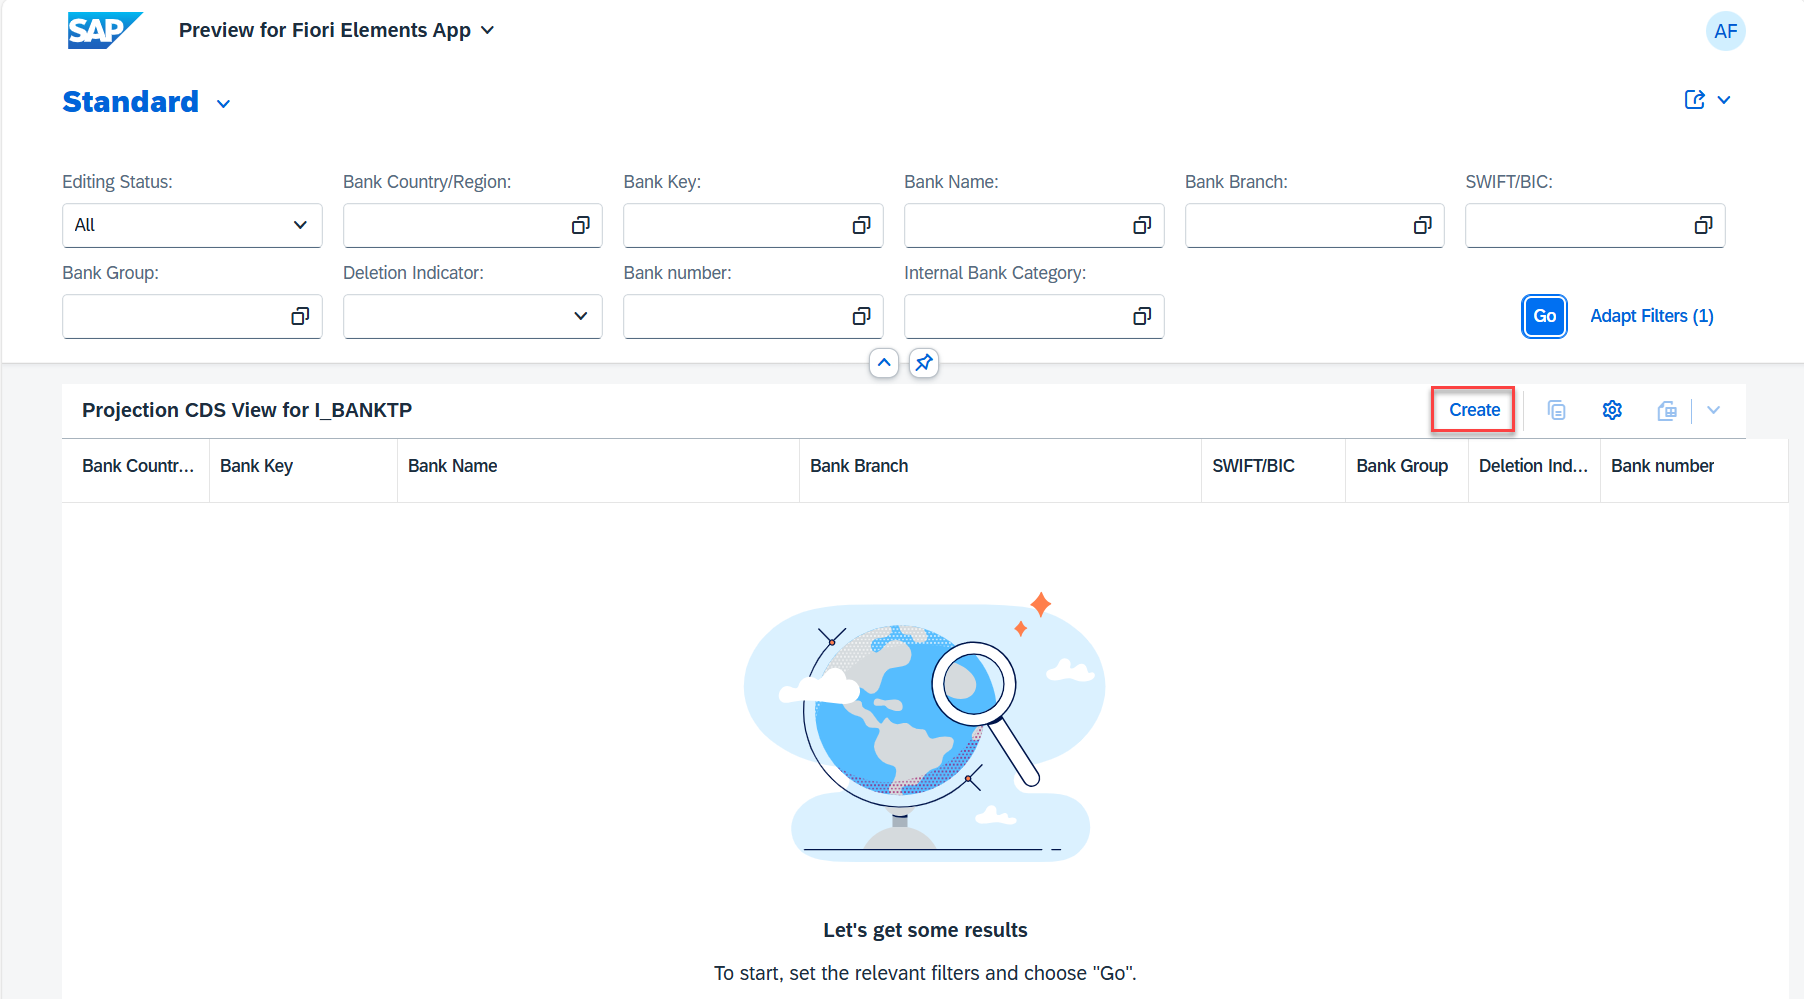 SAP Preview for Fiori Elements App AF
Standard
Editing Status: Bank Country/Region: Bank Key: Bank Name: Bank Branch: SWIFT/BIC:
All
Bank Group: Deletion Indicator: Bank number: Internal Bank Category:
Go Adapt Filters (1)
Projection CDS View for I_BANKTP Create
Bank Countr... Bank Key Bank Name Bank Branch SWIFT/BIC Bank Group Deletion Ind... Bank number
Let's get some results
To start, set the relevant filters and choose "Go".